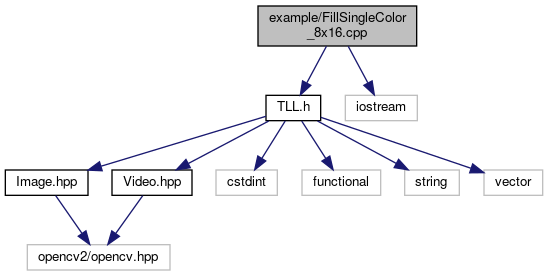 example/FillSingleColor
_8x16.cpp
TLL.h
iostream
Image.hpp
Video.hpp
cstdint
functional
string
vector
opencv2/opencv.hpp